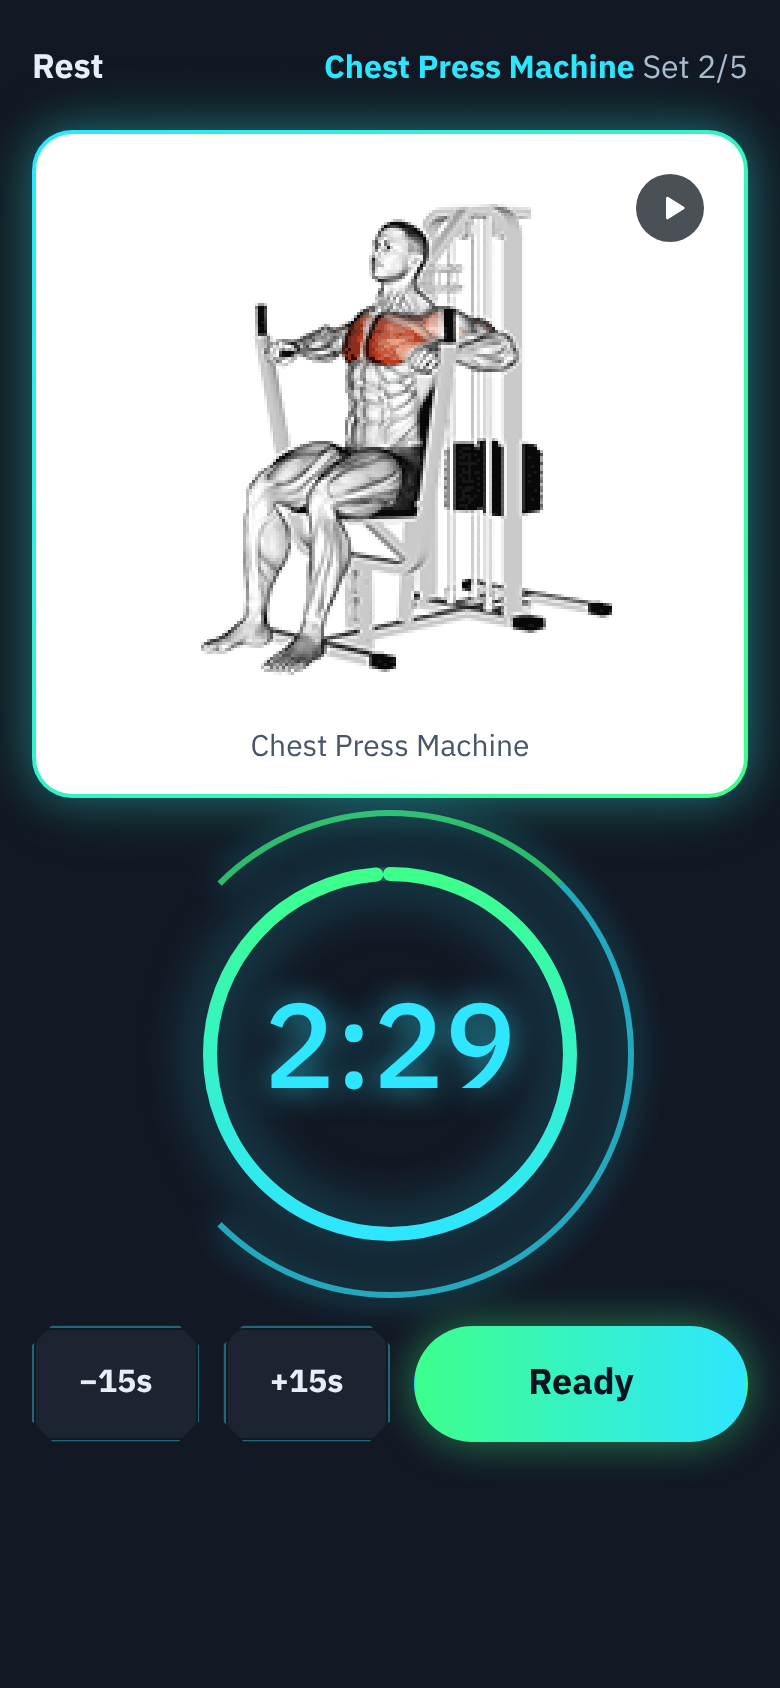 Rest
Chest Press Machine Set 2/5
Chest Press Machine
2:29
−15s
+15s
Ready